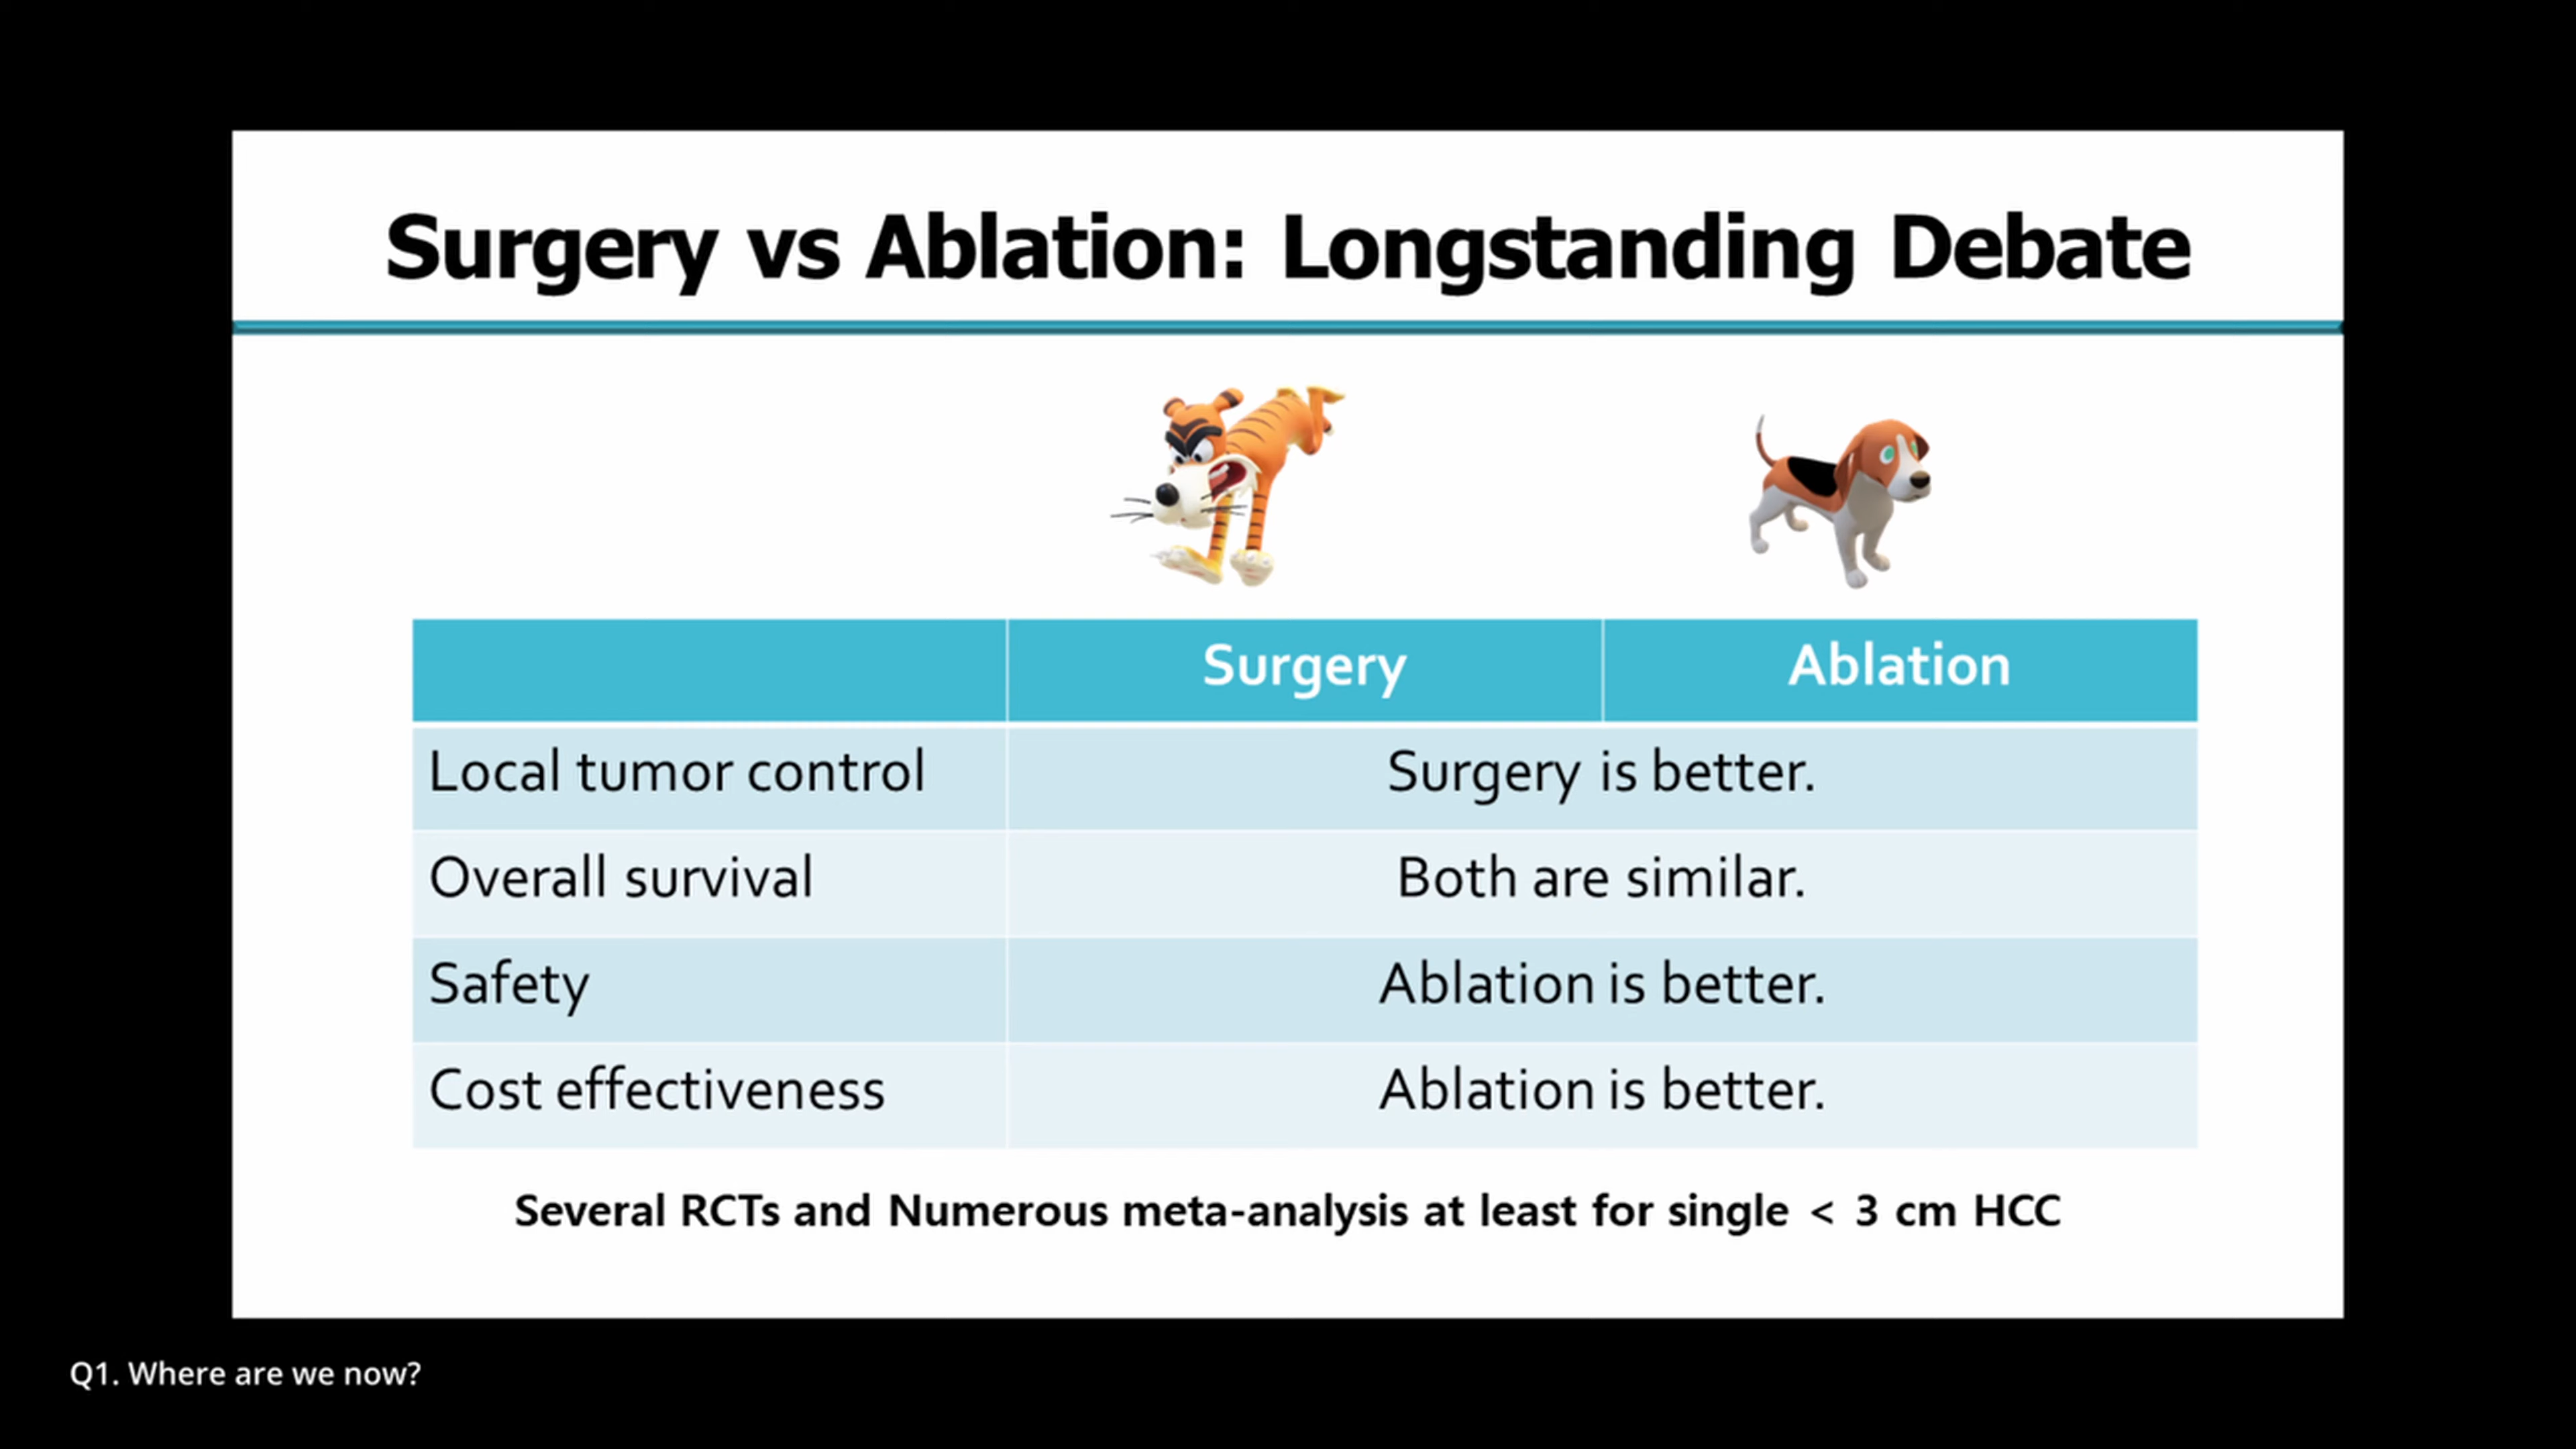 Surgery vs Ablation: Longstanding Debate
Surgery Ablation
Local tumor control Surgery is better.
Overall survival Both are similar.
Safety Ablation is better.
Cost effectiveness Ablation is better.
Several RCTs and Numerous meta-analysis at least for single < 3 cm HCC
Q1. Where are we now?